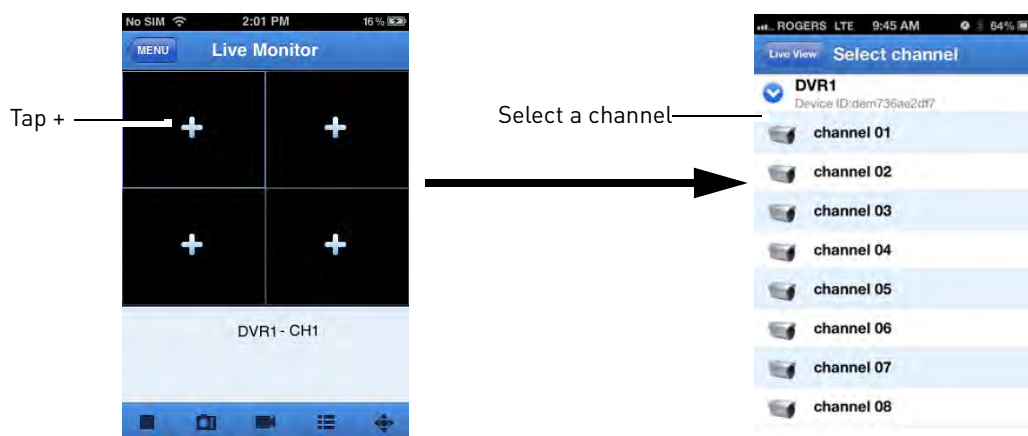 No SIM 2:01 PM 16%
MENU Live Monitor
Tap +
DVR1 - CH1
Select a channel
ROGERS LTE 9:45 AM 64%
Live View Select channel
DVR1
Device ID:dem736ae2df7
channel 01
channel 02
channel 03
channel 04
channel 05
channel 06
channel 07
channel 08